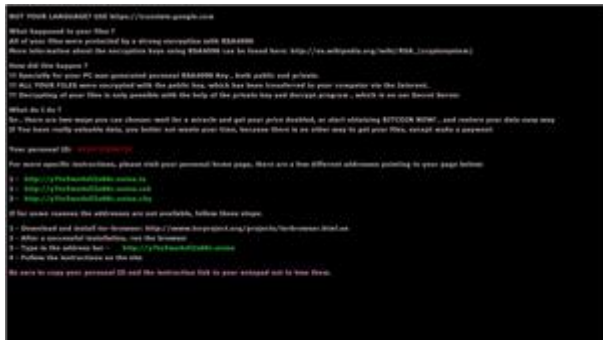 NOT YOUR LANGUAGE? USE https://translate.google.com
What happened to your files ?
All of your files were protected by a strong encryption with RSA4096
More information about the encryption keys using RSA4096 can be found here: http://en.wikipedia.org/wiki/RSA_(cryptosystem)
How did this happen ?
!!! Specially for your PC was generated personal RSA4096 Key , both public and private.
!!! ALL YOUR FILES were encrypted with the public key, which has been transferred to your computer via the Internet.
!!! Decrypting of your files is only possible with the help of the private key and decrypt program , which is on our Secret Server
What do I do ?
So , there are two ways you can choose: wait for a miracle and get your price doubled, or start obtaining BITCOIN NOW! , and restore your data easy way
If You have really valuable data, you better not waste your time, because there is no other way to get your files, except make a payment
Your personal ID:
For more specific instructions, please visit your personal home page, there are a few different addresses pointing to your page below:
1 -
2 -
3 -
If for some reasons the addresses are not available, follow these steps:
1 - Download and install tor-browser: http://www.torproject.org/projects/torbrowser.html.en
2 - After a successful installation, run the browser
3 - Type in the address bar -
4 - Follow the instructions on the site
Be sure to copy your personal ID and the instruction link to your notepad not to lose them.